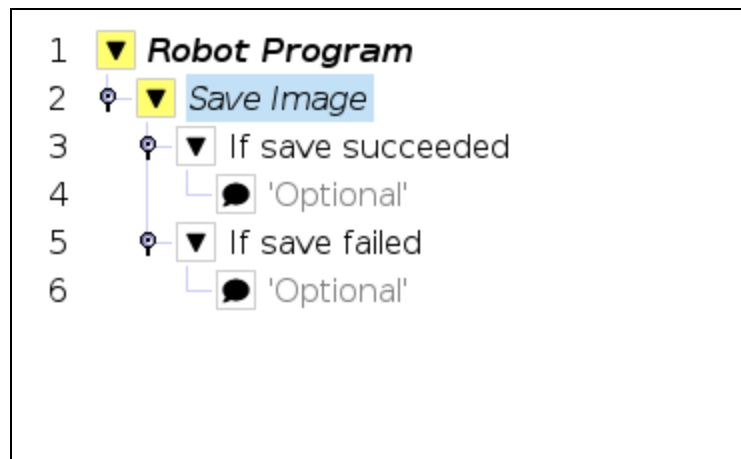 1 Robot Program
2 Save Image
3 If save succeeded
4 'Optional'
5 If save failed
6 'Optional'